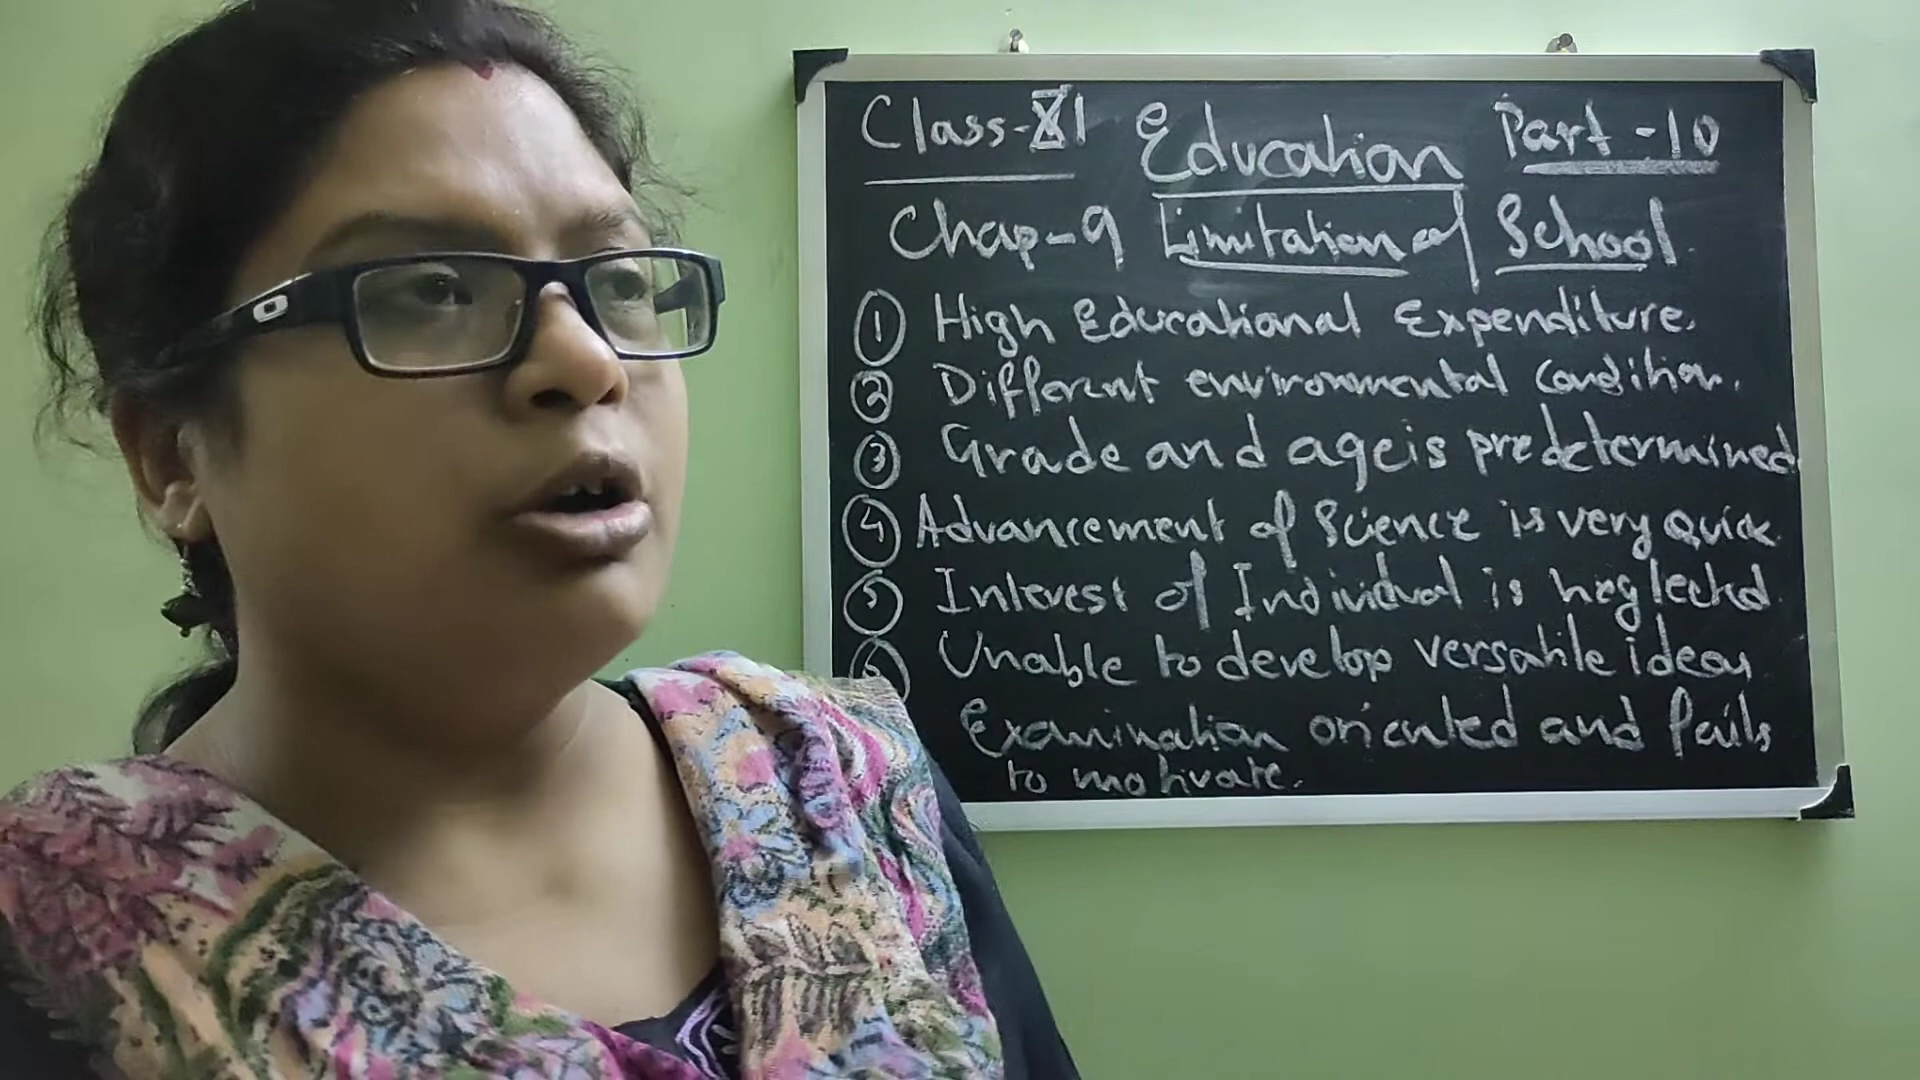 Class-XI Education Part-10
Chap-9 Limitation of School
① High Educational Expenditure.
② Different environmental Condition.
③ Grade and age is predetermined
④ Advancement of Science is very Quick.
⑤ Interest of Individual is neglected.
⑥ Unable to develop versatile ideas
Examination oriented and fails
to motivate.